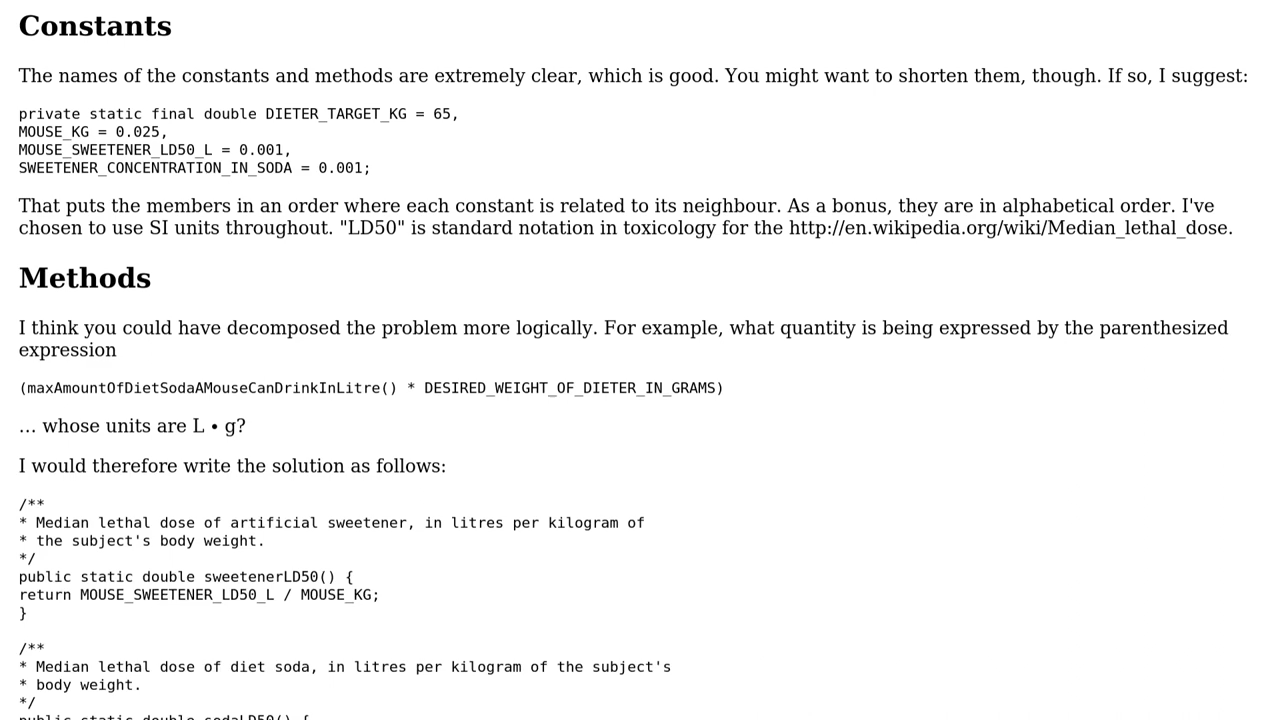 Constants
The names of the constants and methods are extremely clear, which is good. You might want to shorten them, though. If so, I suggest:
private static final double DIETER_TARGET_KG = 65,
MOUSE_KG = 0.025,
MOUSE_SWEETENER_LD50_L = 0.001,
SWEETENER_CONCENTRATION_IN_SODA = 0.001;
That puts the members in an order where each constant is related to its neighbour. As a bonus, they are in alphabetical order. I've
chosen to use SI units throughout. "LD50" is standard notation in toxicology for the http://en.wikipedia.org/wiki/Median_lethal_dose.
Methods
I think you could have decomposed the problem more logically. For example, what quantity is being expressed by the parenthesized
expression
(maxAmountOfDietSodaAMouseCanDrinkInLitre() * DESIRED_WEIGHT_OF_DIETER_IN_GRAMS)
… whose units are L • g?
I would therefore write the solution as follows:
/**
* Median lethal dose of artificial sweetener, in litres per kilogram of
* the subject's body weight.
*/
public static double sweetenerLD50() {
return MOUSE_SWEETENER_LD50_L / MOUSE_KG;
}
/**
* Median lethal dose of diet soda, in litres per kilogram of the subject's
* body weight.
*/
public static double sodaLD50() {